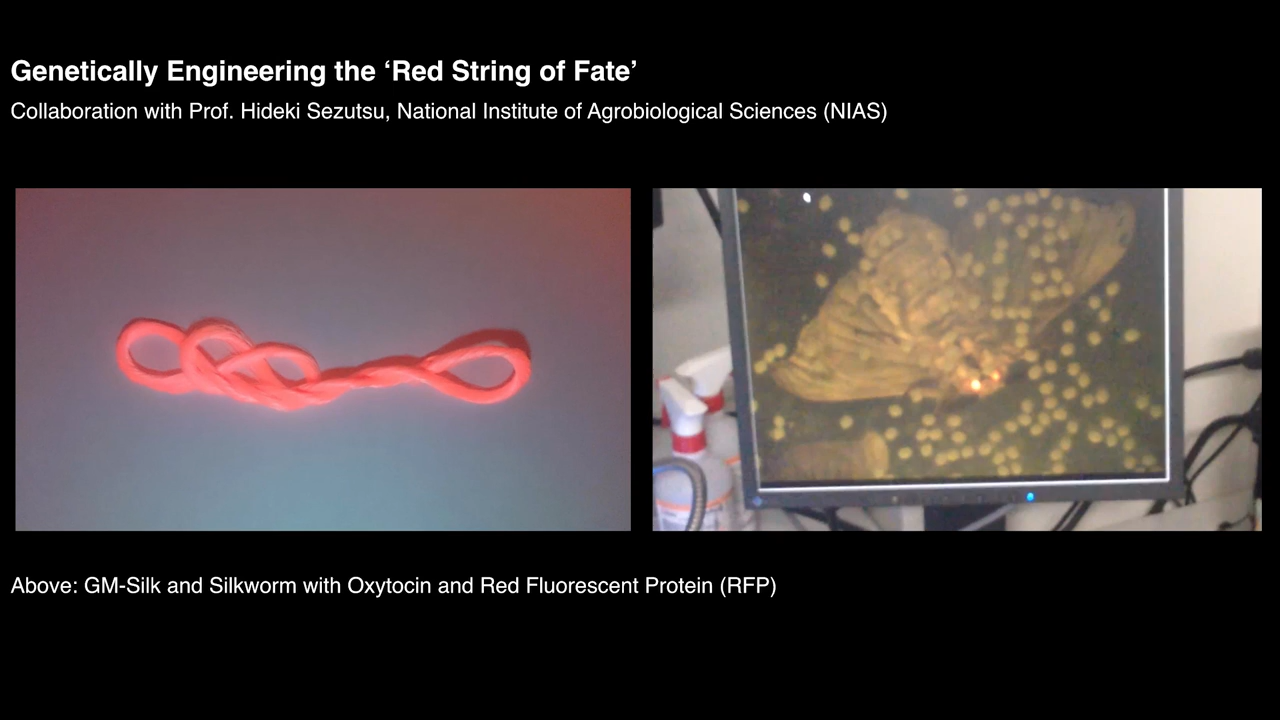 Genetically Engineering the ‘Red String of Fate’
Collaboration with Prof. Hideki Sezutsu, National Institute of Agrobiological Sciences (NIAS)
Above: GM-Silk and Silkworm with Oxytocin and Red Fluorescent Protein (RFP)